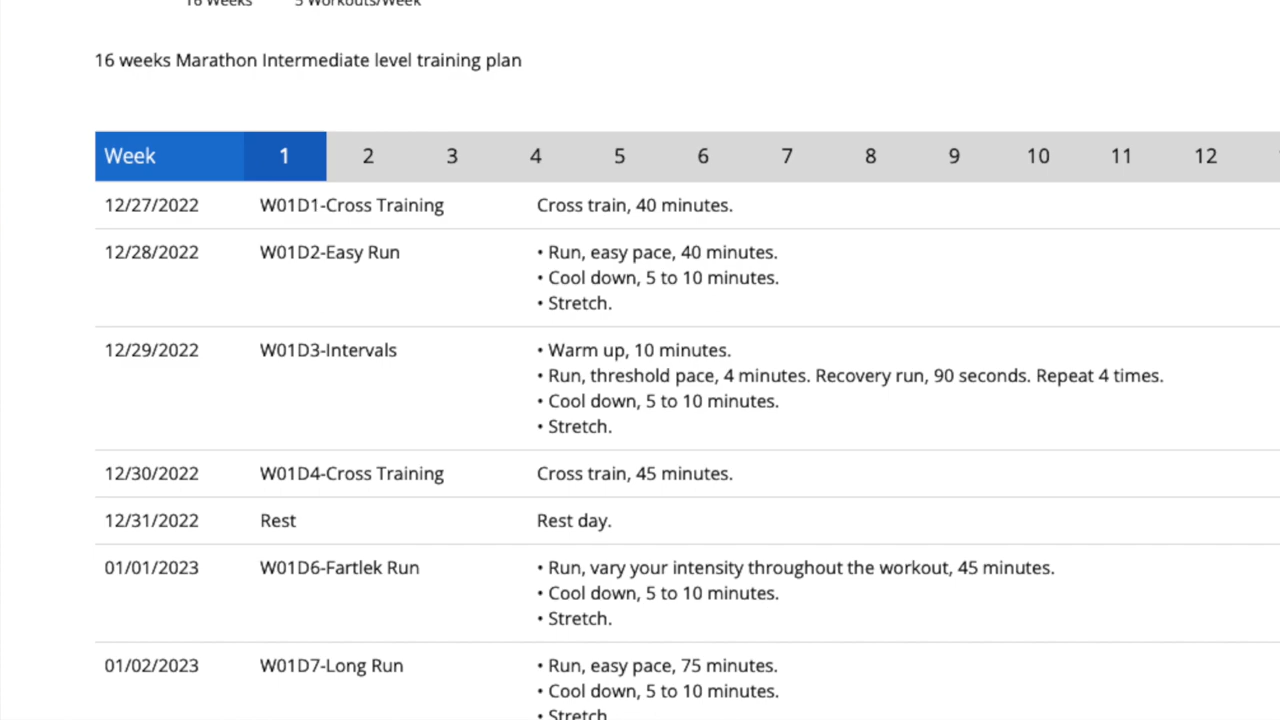 16 Weeks 5 Workouts/Week
16 weeks Marathon Intermediate level training plan
Week 1 2 3 4 5 6 7 8 9 10 11 12
12/27/2022 W01D1-Cross Training Cross train, 40 minutes.
12/28/2022 W01D2-Easy Run • Run, easy pace, 40 minutes.
• Cool down, 5 to 10 minutes.
• Stretch.
12/29/2022 W01D3-Intervals • Warm up, 10 minutes.
• Run, threshold pace, 4 minutes. Recovery run, 90 seconds. Repeat 4 times.
• Cool down, 5 to 10 minutes.
• Stretch.
12/30/2022 W01D4-Cross Training Cross train, 45 minutes.
12/31/2022 Rest Rest day.
01/01/2023 W01D6-Fartlek Run • Run, vary your intensity throughout the workout, 45 minutes.
• Cool down, 5 to 10 minutes.
• Stretch.
01/02/2023 W01D7-Long Run • Run, easy pace, 75 minutes.
• Cool down, 5 to 10 minutes.
• Stretch